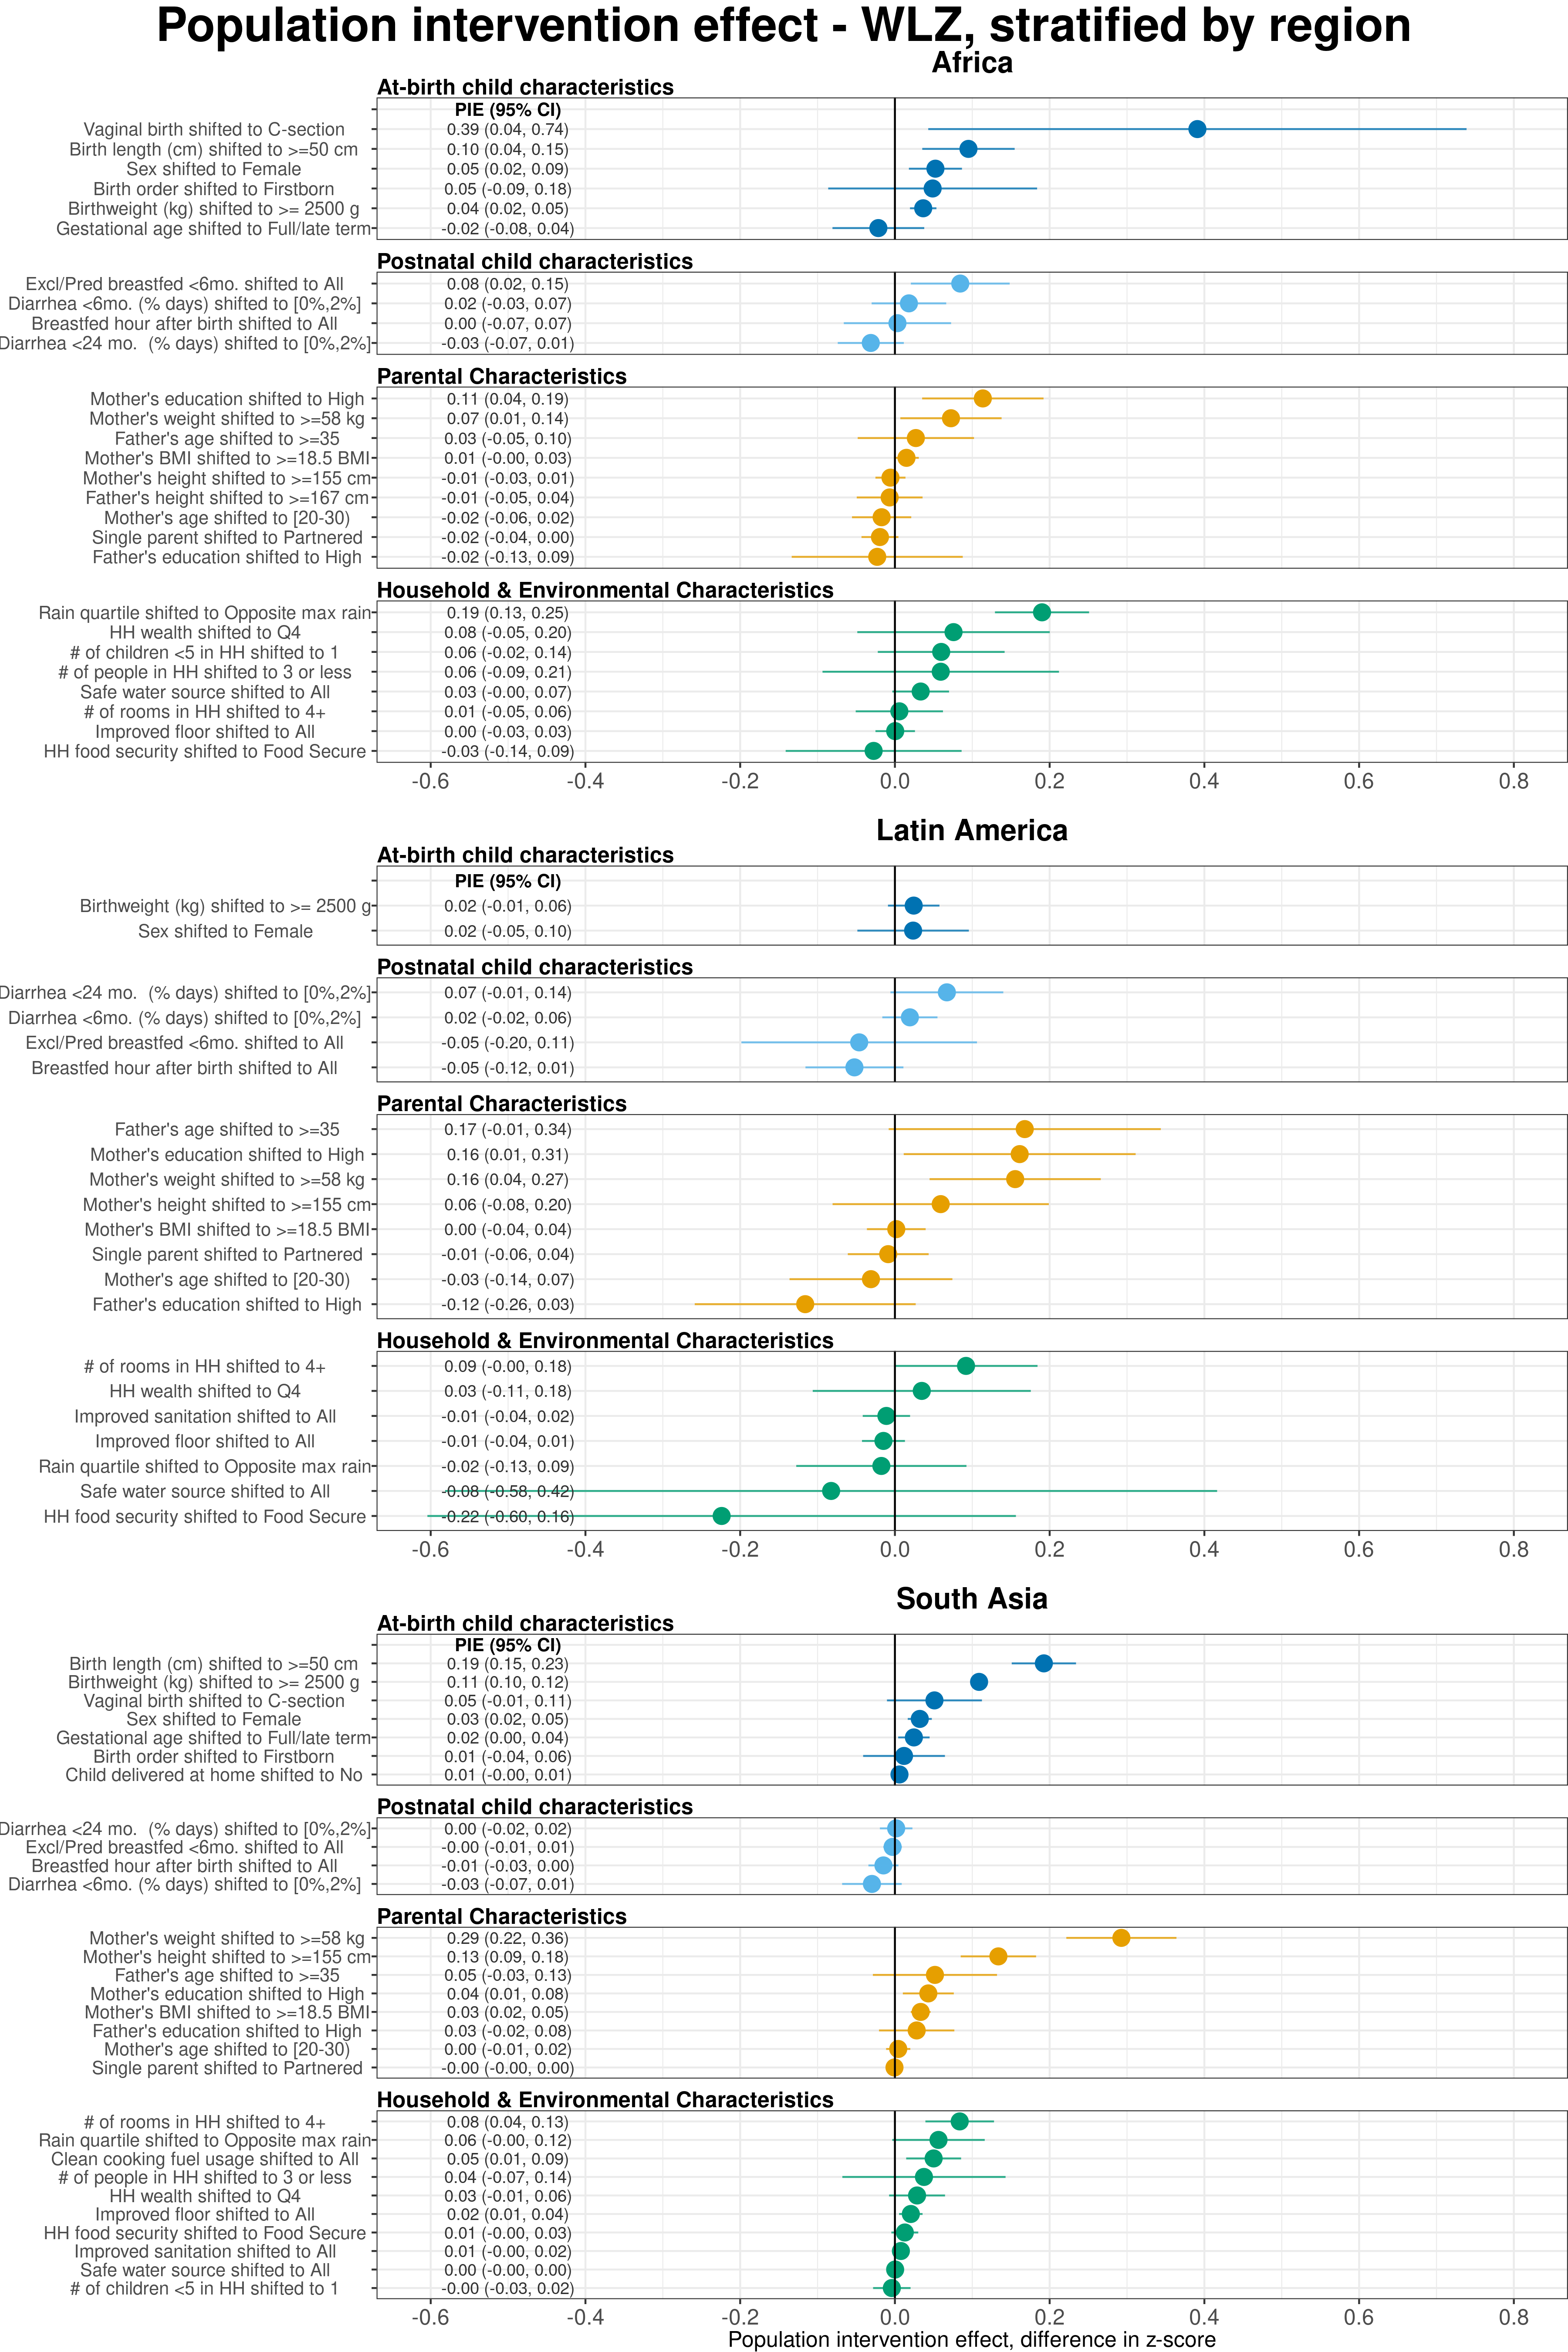 Population intervention effect - WLZ, stratified by region
Africa
At-birth child characteristics
PIE (95% CI)
Vaginal birth shifted to C-section 0.39 (0.04, 0.74)
Birth length (cm) shifted to >=50 cm 0.10 (0.04, 0.15)
Sex shifted to Female 0.05 (0.02, 0.09)
Birth order shifted to Firstborn 0.05 (-0.09, 0.18)
Birthweight (kg) shifted to >= 2500 g 0.04 (0.02, 0.05)
Gestational age shifted to Full/late term -0.02 (-0.08, 0.04)
Postnatal child characteristics
Excl/Pred breastfed <6mo. shifted to All 0.08 (0.02, 0.15)
Diarrhea <6mo. (% days) shifted to [0%,2%] 0.02 (-0.03, 0.07)
Breastfed hour after birth shifted to All 0.00 (-0.07, 0.07)
Diarrhea <24 mo. (% days) shifted to [0%,2%] -0.03 (-0.07, 0.01)
Parental Characteristics
Mother's education shifted to High 0.11 (0.04, 0.19)
Mother's weight shifted to >=58 kg 0.07 (0.01, 0.14)
Father's age shifted to >=35 0.03 (-0.05, 0.10)
Mother's BMI shifted to >=18.5 BMI 0.01 (-0.00, 0.03)
Mother's height shifted to >=155 cm -0.01 (-0.03, 0.01)
Father's height shifted to >=167 cm -0.01 (-0.05, 0.04)
Mother's age shifted to [20-30) -0.02 (-0.06, 0.02)
Single parent shifted to Partnered -0.02 (-0.04, 0.00)
Father's education shifted to High -0.02 (-0.13, 0.09)
Household & Environmental Characteristics
Rain quartile shifted to Opposite max rain 0.19 (0.13, 0.25)
HH wealth shifted to Q4 0.08 (-0.05, 0.20)
# of children <5 in HH shifted to 1 0.06 (-0.02, 0.14)
# of people in HH shifted to 3 or less 0.06 (-0.09, 0.21)
Safe water source shifted to All 0.03 (-0.00, 0.07)
# of rooms in HH shifted to 4+ 0.01 (-0.05, 0.06)
Improved floor shifted to All 0.00 (-0.03, 0.03)
HH food security shifted to Food Secure -0.03 (-0.14, 0.09)
-0.6 -0.4 -0.2 0.0 0.2 0.4 0.6 0.8
Latin America
At-birth child characteristics
PIE (95% CI)
Birthweight (kg) shifted to >= 2500 g 0.02 (-0.01, 0.06)
Sex shifted to Female 0.02 (-0.05, 0.10)
Postnatal child characteristics
Diarrhea <24 mo. (% days) shifted to [0%,2%] 0.07 (-0.01, 0.14)
Diarrhea <6mo. (% days) shifted to [0%,2%] 0.02 (-0.02, 0.06)
Excl/Pred breastfed <6mo. shifted to All -0.05 (-0.20, 0.11)
Breastfed hour after birth shifted to All -0.05 (-0.12, 0.01)
Parental Characteristics
Father's age shifted to >=35 0.17 (-0.01, 0.34)
Mother's education shifted to High 0.16 (0.01, 0.31)
Mother's weight shifted to >=58 kg 0.16 (0.04, 0.27)
Mother's height shifted to >=155 cm 0.06 (-0.08, 0.20)
Mother's BMI shifted to >=18.5 BMI 0.00 (-0.04, 0.04)
Single parent shifted to Partnered -0.01 (-0.06, 0.04)
Mother's age shifted to [20-30) -0.03 (-0.14, 0.07)
Father's education shifted to High -0.12 (-0.26, 0.03)
Household & Environmental Characteristics
# of rooms in HH shifted to 4+ 0.09 (-0.00, 0.18)
HH wealth shifted to Q4 0.03 (-0.11, 0.18)
Improved sanitation shifted to All -0.01 (-0.04, 0.02)
Improved floor shifted to All -0.01 (-0.04, 0.01)
Rain quartile shifted to Opposite max rain -0.02 (-0.13, 0.09)
Safe water source shifted to All -0.08 (-0.58, 0.42)
HH food security shifted to Food Secure -0.22 (-0.60, 0.16)
-0.6 -0.4 -0.2 0.0 0.2 0.4 0.6 0.8
South Asia
At-birth child characteristics
PIE (95% CI)
Birth length (cm) shifted to >=50 cm 0.19 (0.15, 0.23)
Birthweight (kg) shifted to >= 2500 g 0.11 (0.10, 0.12)
Vaginal birth shifted to C-section 0.05 (-0.01, 0.11)
Sex shifted to Female 0.03 (0.02, 0.05)
Gestational age shifted to Full/late term 0.02 (0.00, 0.04)
Birth order shifted to Firstborn 0.01 (-0.04, 0.06)
Child delivered at home shifted to No 0.01 (-0.00, 0.01)
Postnatal child characteristics
Diarrhea <24 mo. (% days) shifted to [0%,2%] 0.00 (-0.02, 0.02)
Excl/Pred breastfed <6mo. shifted to All -0.00 (-0.01, 0.01)
Breastfed hour after birth shifted to All -0.01 (-0.03, 0.00)
Diarrhea <6mo. (% days) shifted to [0%,2%] -0.03 (-0.07, 0.01)
Parental Characteristics
Mother's weight shifted to >=58 kg 0.29 (0.22, 0.36)
Mother's height shifted to >=155 cm 0.13 (0.09, 0.18)
Father's age shifted to >=35 0.05 (-0.03, 0.13)
Mother's education shifted to High 0.04 (0.01, 0.08)
Mother's BMI shifted to >=18.5 BMI 0.03 (0.02, 0.05)
Father's education shifted to High 0.03 (-0.02, 0.08)
Mother's age shifted to [20-30) 0.00 (-0.01, 0.02)
Single parent shifted to Partnered -0.00 (-0.00, 0.00)
Household & Environmental Characteristics
# of rooms in HH shifted to 4+ 0.08 (0.04, 0.13)
Rain quartile shifted to Opposite max rain 0.06 (-0.00, 0.12)
Clean cooking fuel usage shifted to All 0.05 (0.01, 0.09)
# of people in HH shifted to 3 or less 0.04 (-0.07, 0.14)
HH wealth shifted to Q4 0.03 (-0.01, 0.06)
Improved floor shifted to All 0.02 (0.01, 0.04)
HH food security shifted to Food Secure 0.01 (-0.00, 0.03)
Improved sanitation shifted to All 0.01 (-0.00, 0.02)
Safe water source shifted to All 0.00 (-0.00, 0.00)
# of children <5 in HH shifted to 1 -0.00 (-0.03, 0.02)
-0.6 -0.4 -0.2 0.0 0.2 0.4 0.6 0.8
Population intervention effect, difference in z-score